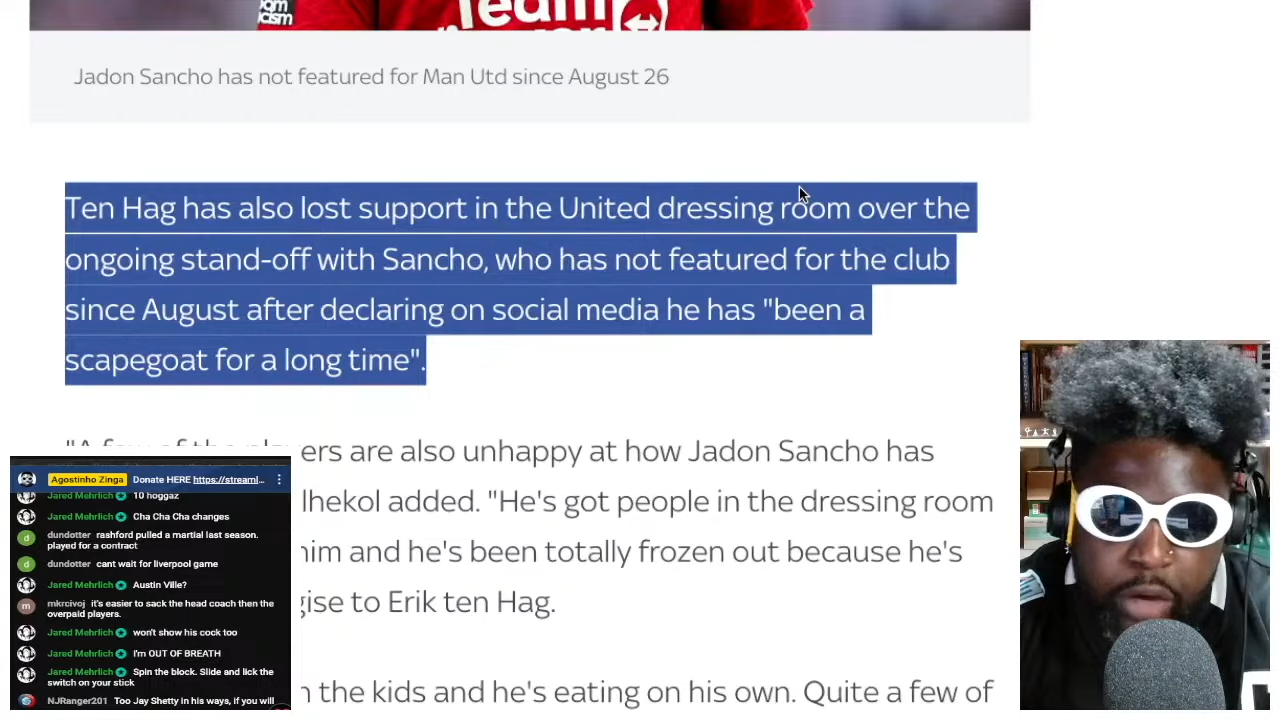 Team
Jadon Sancho has not featured for Man Utd since August 26
Ten Hag has also lost support in the United dressing room over the
ongoing stand-off with Sancho, who has not featured for the club
since August after declaring on social media he has "been a
scapegoat for a long time".
ers are also unhappy at how Jadon Sancho has
lhekol added. "He's got people in the dressing room
him and he's been totally frozen out because he's
gise to Erik ten Hag.
n the kids and he's eating on his own. Quite a few of
Agostinho Zinga Donate HERE https://streaml...
Jared Mehrlich 10 hoggaz
Jared Mehrlich Cha Cha Cha changes
dundotter rashford pulled a martial last season.
played for a contract
dundotter cant wait for liverpool game
Jared Mehrlich Austin Ville?
mkrcivoj it's easier to sack the head coach then the
overpaid players.
Jared Mehrlich won't show his cock too
Jared Mehrlich I'm OUT OF BREATH
Jared Mehrlich Spin the block. Slide and lick the
switch on your stick
NJRanger201 Too Jay Shetty in his ways, if you will